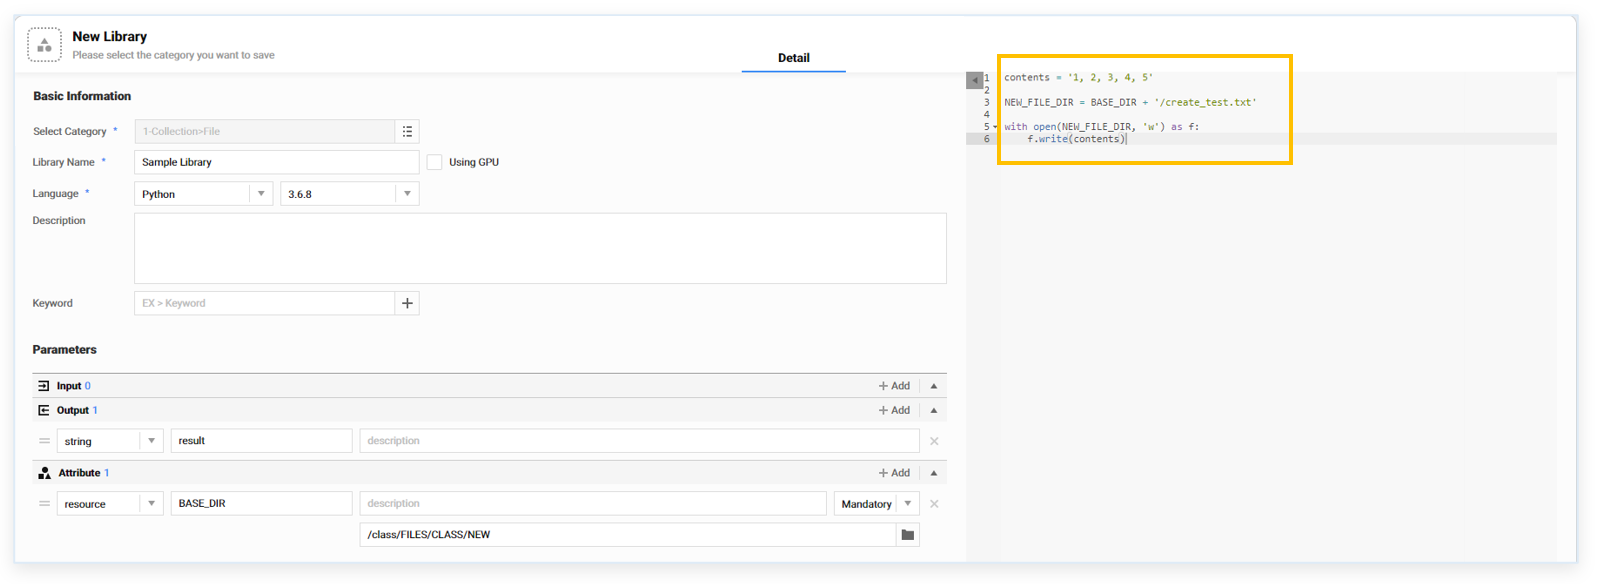 New Library
Please select the category you want to save
Detail
Basic Information
Select Category * 1-Collection>File
Library Name * Sample Library Using GPU
Language * Python 3.6.8
Description
Keyword EX > Keyword
Parameters
Input 0 + Add
Output 1 + Add
string result description
Attribute 1 + Add
resource BASE_DIR description Mandatory
/class/FILES/CLASS/NEW
1 contents = '1, 2, 3, 4, 5'
2
3 NEW_FILE_DIR = BASE_DIR + '/create_test.txt'
4
5 with open(NEW_FILE_DIR, 'w') as f:
6 f.write(contents)